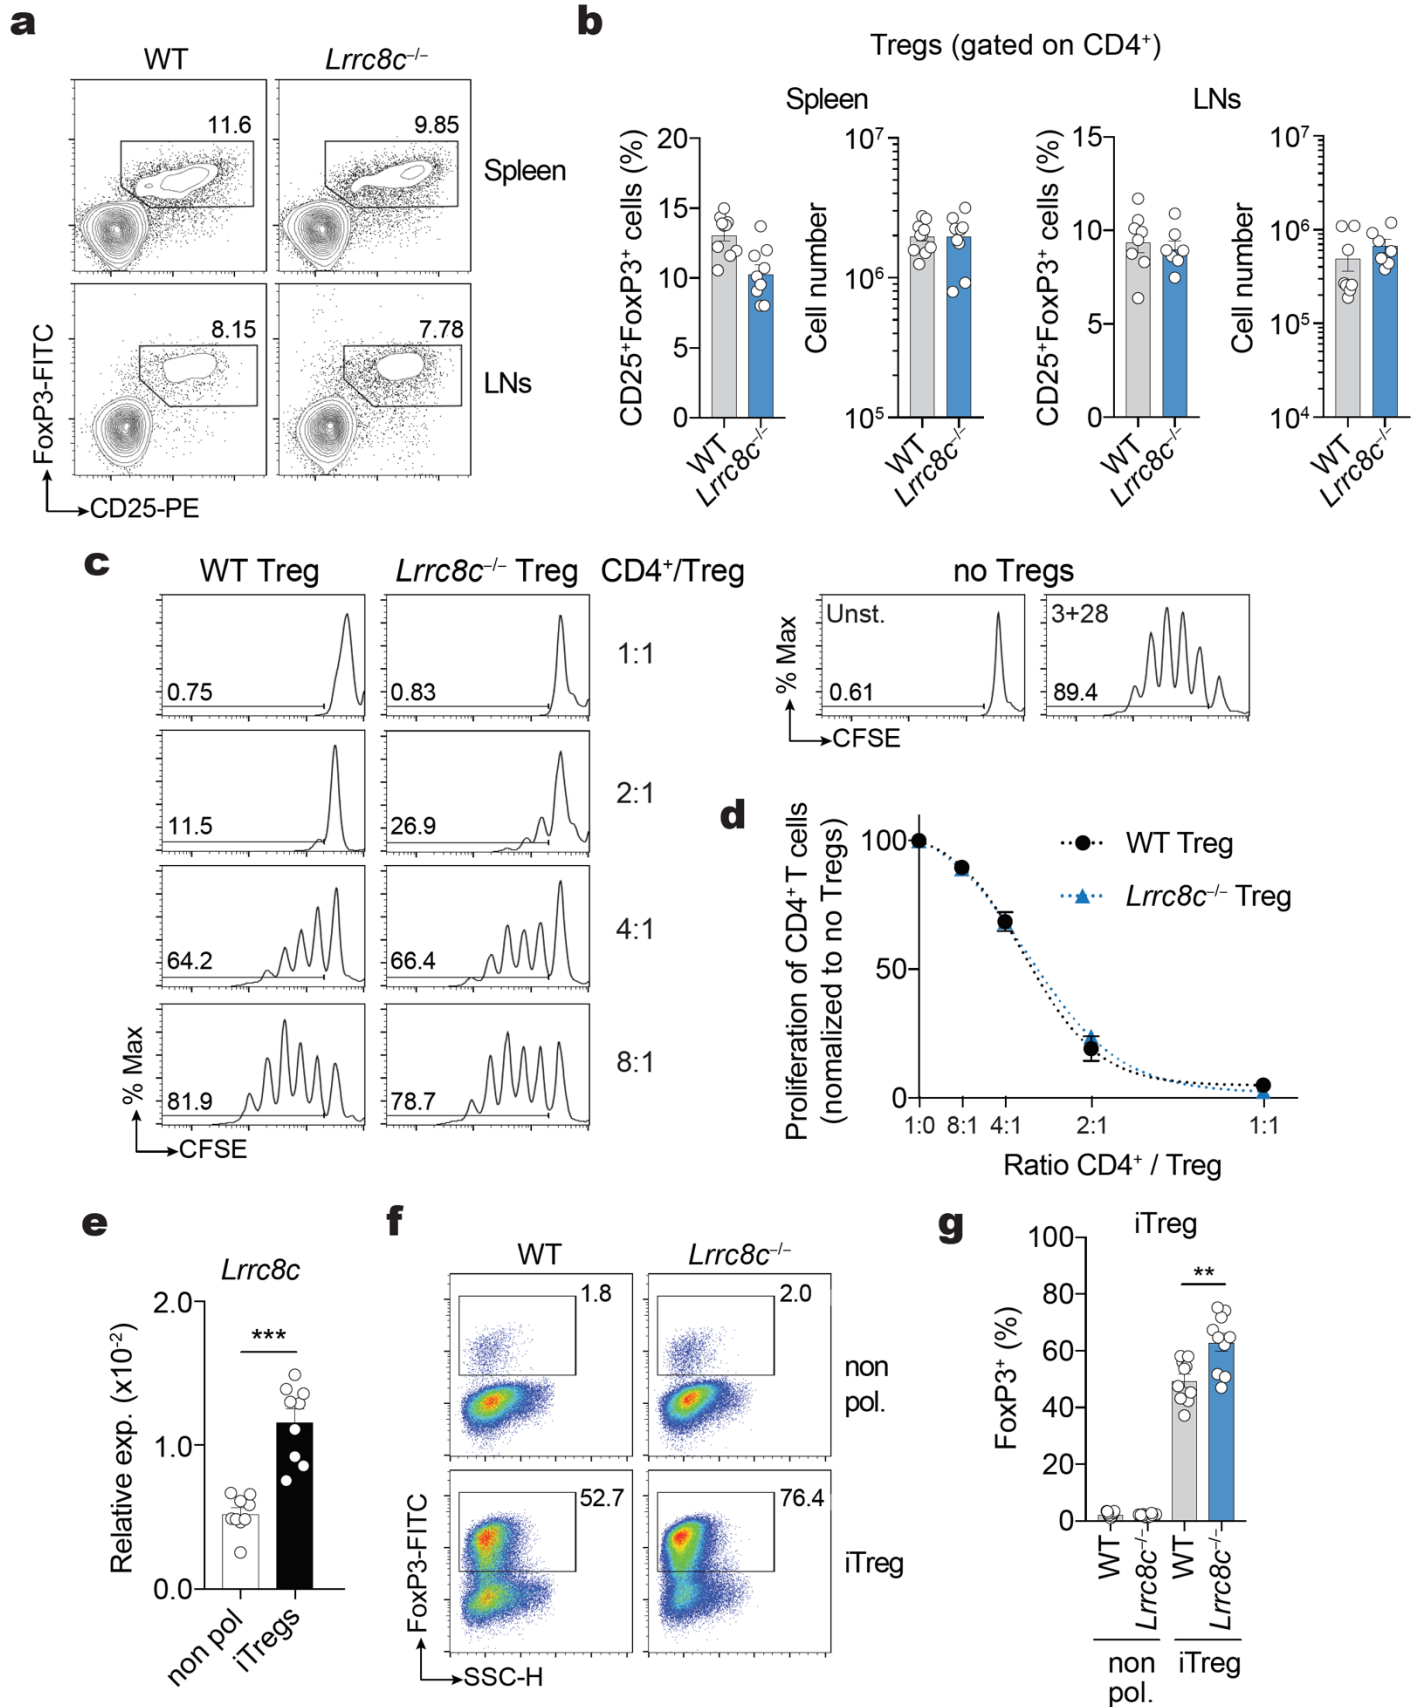 a
WT
Lrrc8c–/–
11.6
9.85
Spleen
8.15
7.78
LNs
FoxP3-FITC
CD25-PE
b
Tregs (gated on CD4+)
Spleen
LNs
CD25+FoxP3+ cells (%)
20
15
10
5
0
WT
Lrrc8c–/–
Cell number
10^7
10^6
10^5
WT
Lrrc8c–/–
CD25+FoxP3+ cells (%)
15
10
5
0
WT
Lrrc8c–/–
Cell number
10^7
10^6
10^5
10^4
WT
Lrrc8c–/–
c
WT Treg
Lrrc8c–/– Treg
CD4+/Treg
0.75
0.83
1:1
11.5
26.9
2:1
64.2
66.4
4:1
81.9
78.7
8:1
% Max
CFSE
no Tregs
Unst.
0.61
3+28
89.4
% Max
CFSE
d
Proliferation of CD4+ T cells
(normalized to no Tregs)
100
50
0
WT Treg
Lrrc8c–/– Treg
1:0 8:1 4:1 2:1 1:1
Ratio CD4+ / Treg
e
Lrrc8c
Relative exp. (x10-2)
2.0
1.0
0.0
***
non pol
iTregs
f
WT
Lrrc8c–/–
1.8
2.0
non
pol.
52.7
76.4
iTreg
FoxP3-FITC
SSC-H
g
iTreg
FoxP3+ (%)
100
80
60
40
20
0
**
WT
Lrrc8c–/–
WT
Lrrc8c–/–
non
pol.
iTreg